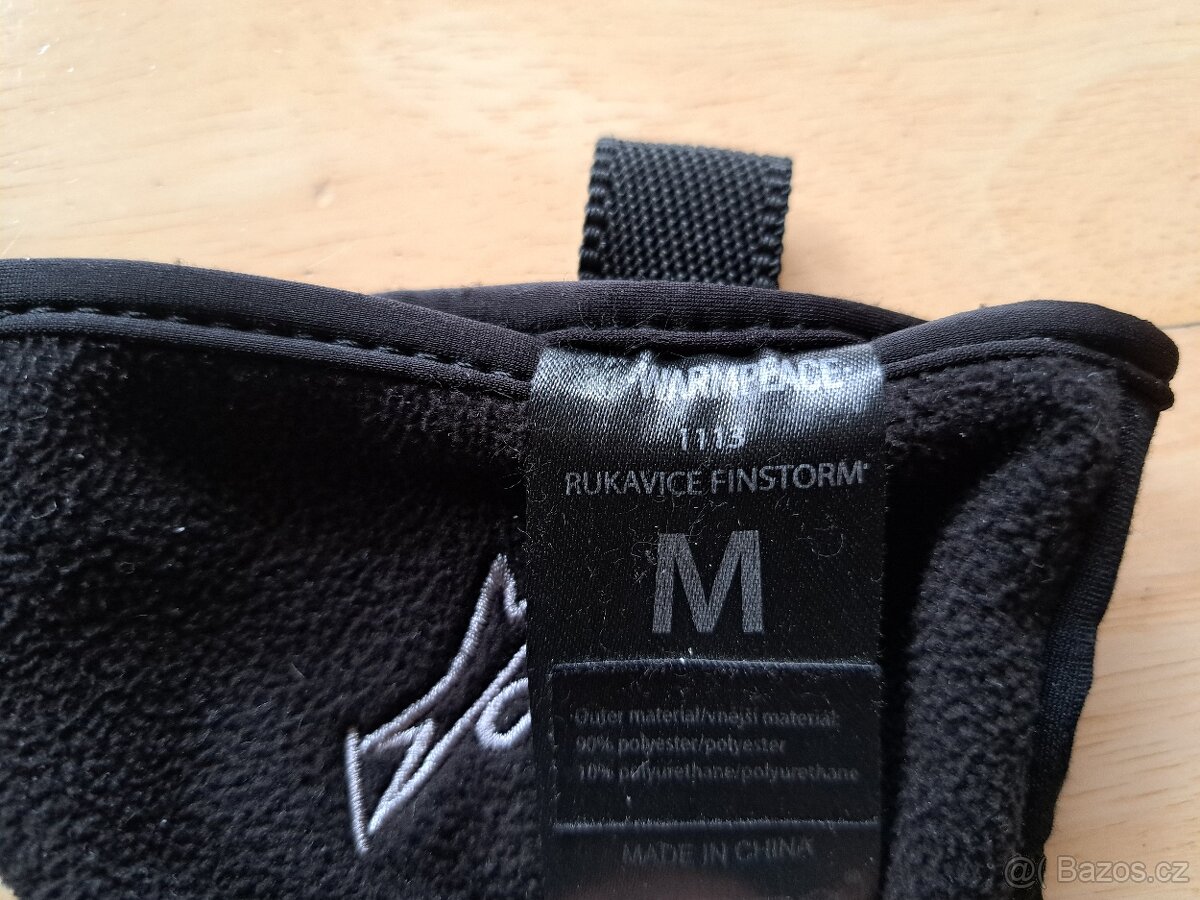 WARMPEACE
1113
RUKAVICE FINSTORM
M
Outer material/vnější materiál:
90% polyester/polyester
10% polyurethane/polyurethane
MADE IN CHINA
@( Bazos.cz